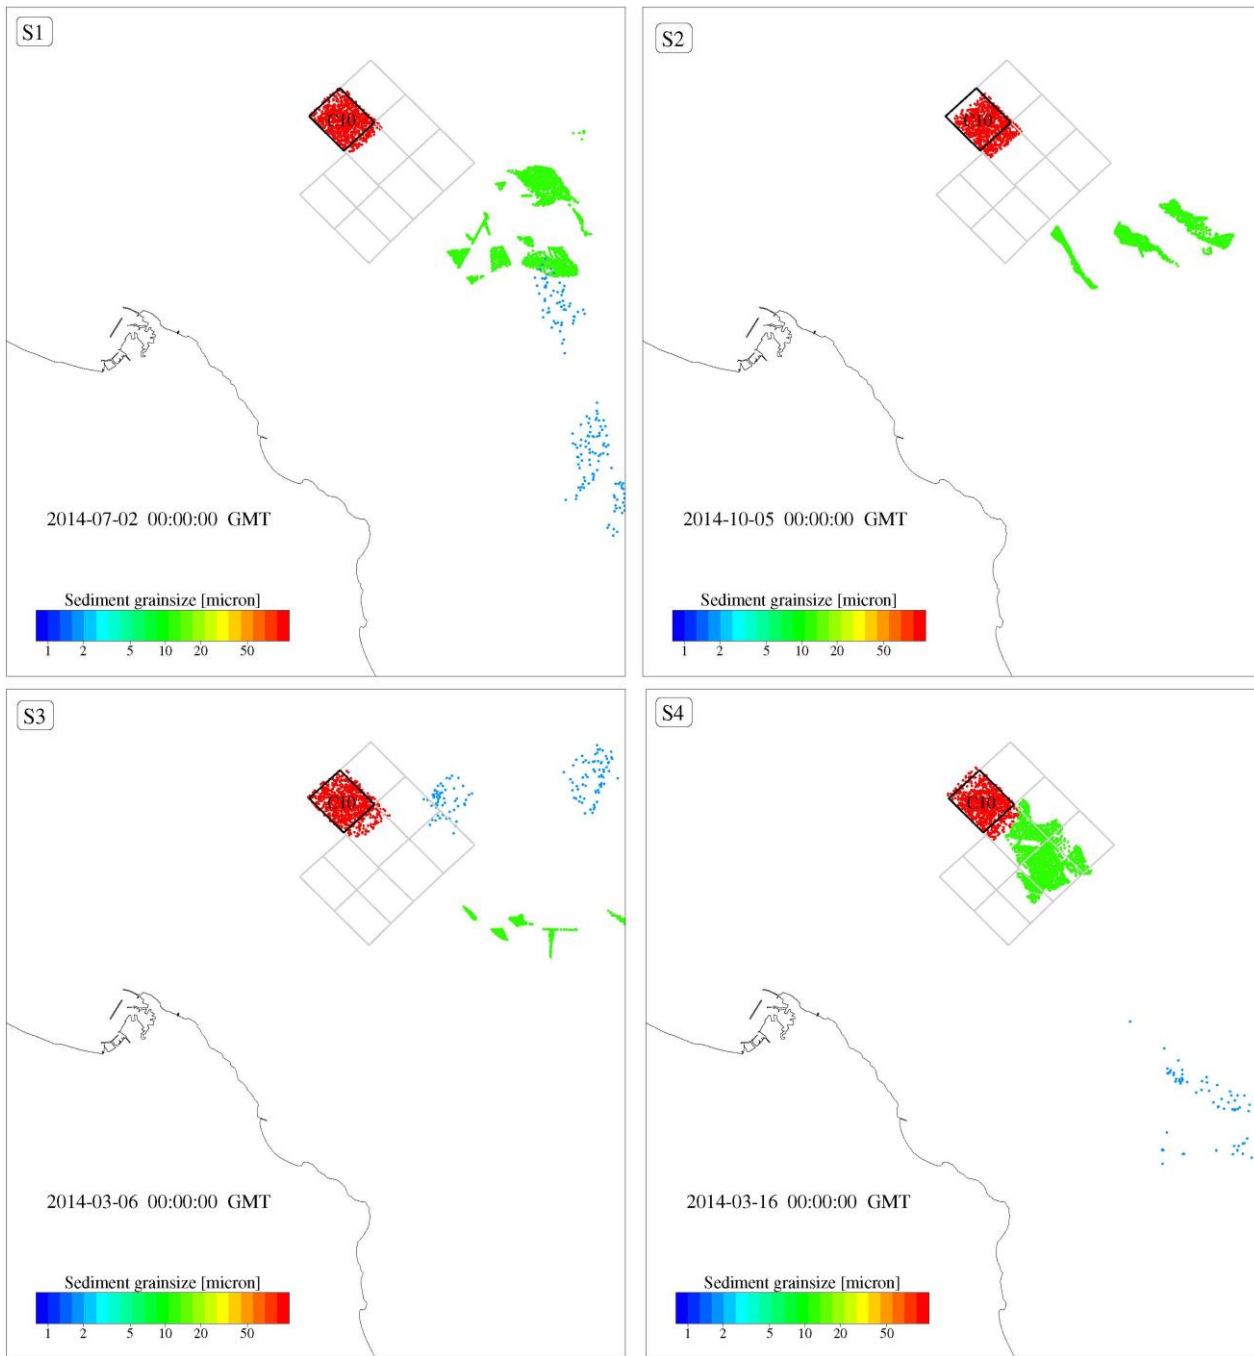 S1
C10
2014-07-02 00:00:00 GMT
Sediment grainsize [micron]
1 2 5 10 20 50
S2
C10
2014-10-05 00:00:00 GMT
Sediment grainsize [micron]
1 2 5 10 20 50
S3
C10
2014-03-06 00:00:00 GMT
Sediment grainsize [micron]
1 2 5 10 20 50
S4
C10
2014-03-16 00:00:00 GMT
Sediment grainsize [micron]
1 2 5 10 20 50